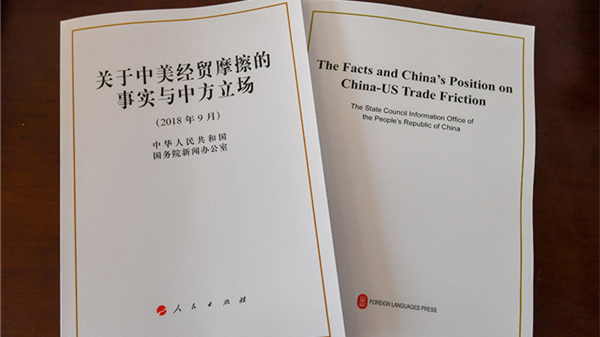 关于中美经贸摩擦的
事实与中方立场
(2018年9月)
中华人民共和国
国务院新闻办公室
人民出版社
The Facts and China's Position on
China-US Trade Friction
The State Council Information Office of
the People's Republic of China
FOREIGN LANGUAGES PRESS